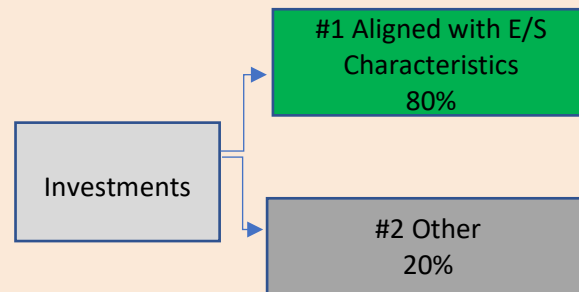 #1 Aligned with E/S
Characteristics
80%
Investments
#2 Other
20%